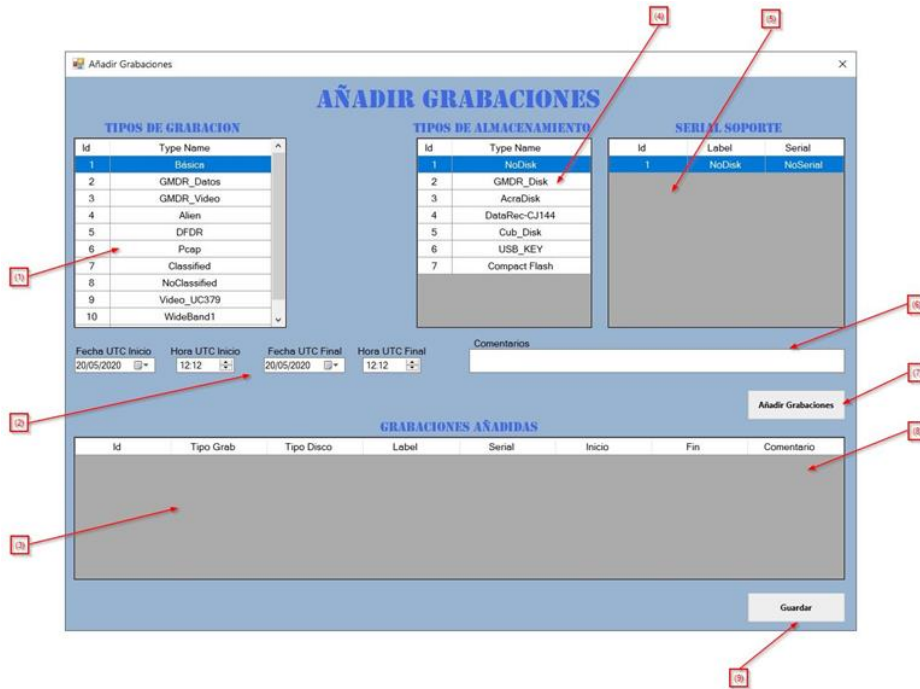 (4)
(5)
Añadir Grabaciones
AÑADIR GRABACIONES
TIPOS DE GRABACION
Id Type Name
1 Básica
2 GMDR_Datos
3 GMDR_Video
4 Alien
5 DFDR
6 Pcap
7 Classified
8 NoClassified
9 Video_UC379
10 WideBand1
(1)
TIPOS DE ALMACENAMIENTO
Id Type Name
1 NoDisk
2 GMDR_Disk
3 AcraDisk
4 DataRec-CJ144
5 Cub_Disk
6 USB_KEY
7 Compact Flash
SERIAL SOPORTE
Id Label Serial
1 NoDisk NoSerial
(6)
Fecha UTC Inicio Hora UTC Inicio Fecha UTC Final Hora UTC Final
20/05/2020 12:12 20/05/2020 12:12
Comentarios
(7)
Añadir Grabaciones
(2)
GRABACIONES AÑADIDAS
(8)
Id Tipo Grab Tipo Disco Label Serial Inicio Fin Comentario
(3)
Guardar
(9)